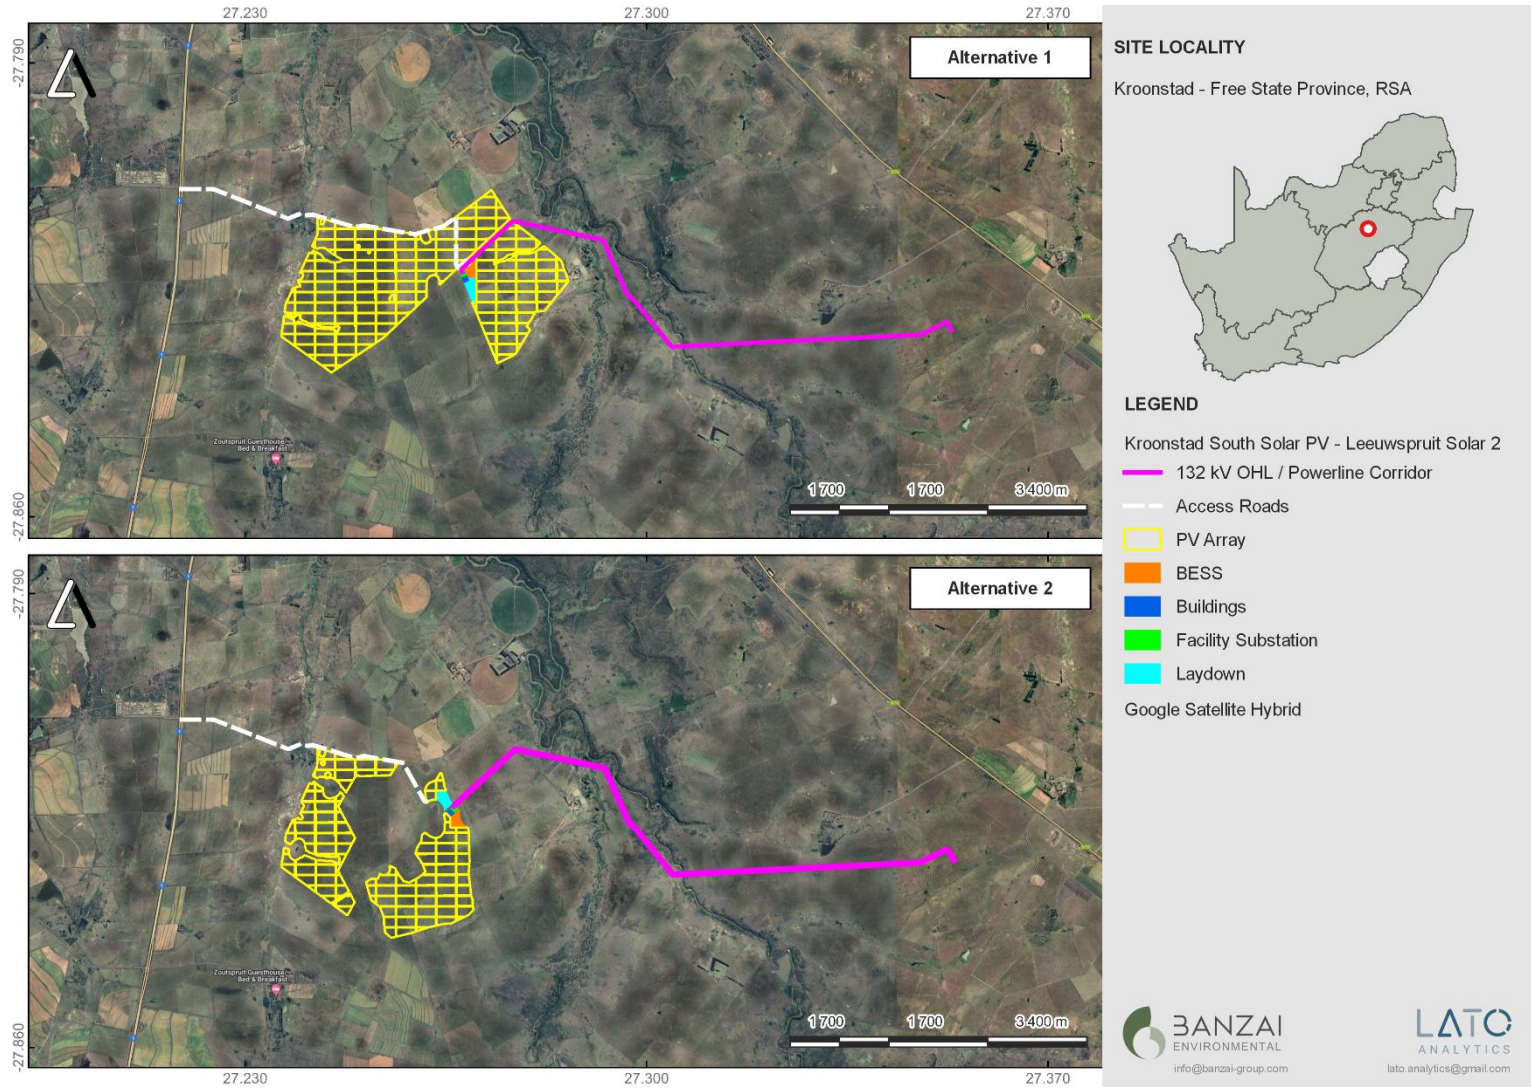 27.230
27.300
27.370
-27.790
Alternative 1
Zoutspruit Guesthouse
Bed & Breakfast
1 700
1 700
3 400 m
-27.860
-27.790
Alternative 2
Zoutspruit Guesthouse
Bed & Breakfast
1 700
1 700
3 400 m
-27.860
27.230
27.300
27.370
SITE LOCALITY
Kroonstad - Free State Province, RSA
LEGEND
Kroonstad South Solar PV - Leeuwspruit Solar 2
132 kV OHL / Powerline Corridor
Access Roads
PV Array
BESS
Buildings
Facility Substation
Laydown
Google Satellite Hybrid
BANZAI
ENVIRONMENTAL
info@banzai-group.com
LATO
ANALYTICS
lato.analytics@gmail.com